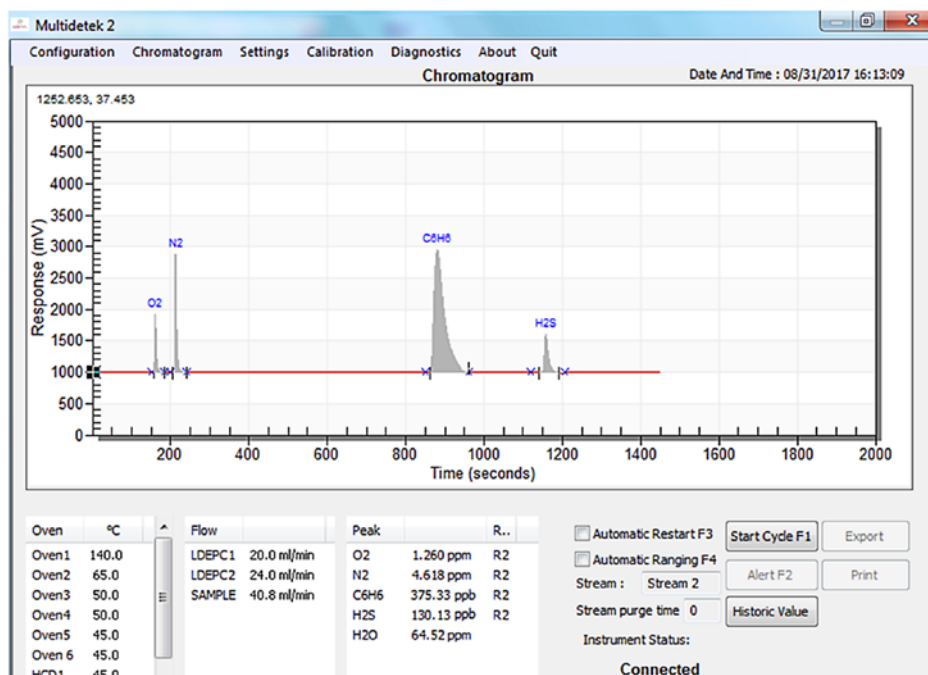 Multidetek 2
Configuration Chromatogram Settings Calibration Diagnostics About Quit
Chromatogram
Date And Time : 08/31/2017 16:13:09
1252.653, 37.453
5000
4500
4000
3500
3000
2500
2000
1500
1000
500
0
Response (mV)
O2
N2
C6H6
H2S
200 400 600 800 1000 1200 1400 1600 1800 2000
Time (seconds)
Oven ºC
Oven1 140.0
Oven2 65.0
Oven3 50.0
Oven4 50.0
Oven5 45.0
Oven 6 45.0
HCD1 45.0
Flow
LDEPC1 20.0 ml/min
LDEPC2 24.0 ml/min
SAMPLE 40.8 ml/min
Peak R..
O2 1.260 ppm R2
N2 4.618 ppm R2
C6H6 375.33 ppb R2
H2S 130.13 ppb R2
H2O 64.52 ppm
Automatic Restart F3
Automatic Ranging F4
Stream : Stream 2
Stream purge time 0
Instrument Status:
Connected
Start Cycle F1
Export
Alert F2
Print
Historic Value